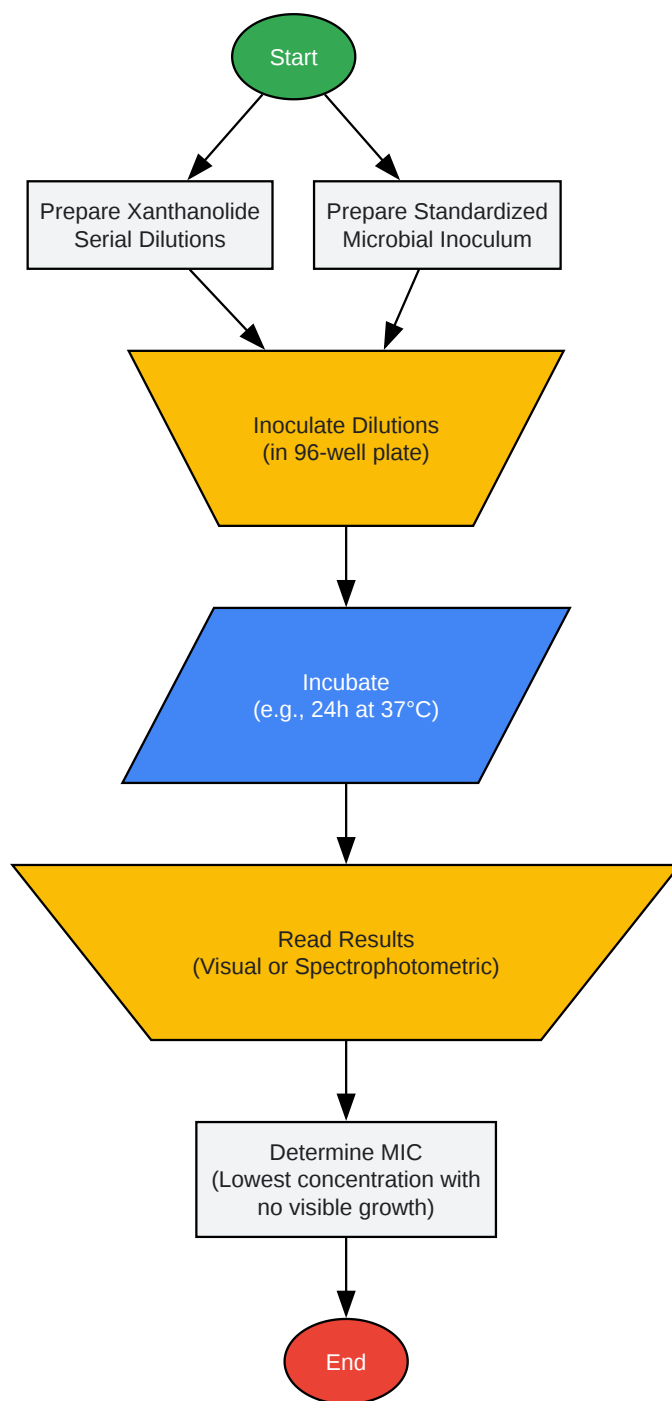 Start
Prepare Xanthanolide
Serial Dilutions
Prepare Standardized
Microbial Inoculum
Inoculate Dilutions
(in 96-well plate)
Incubate
(e.g., 24h at 37°C)
Read Results
(Visual or Spectrophotometric)
Determine MIC
(Lowest concentration with
no visible growth)
End